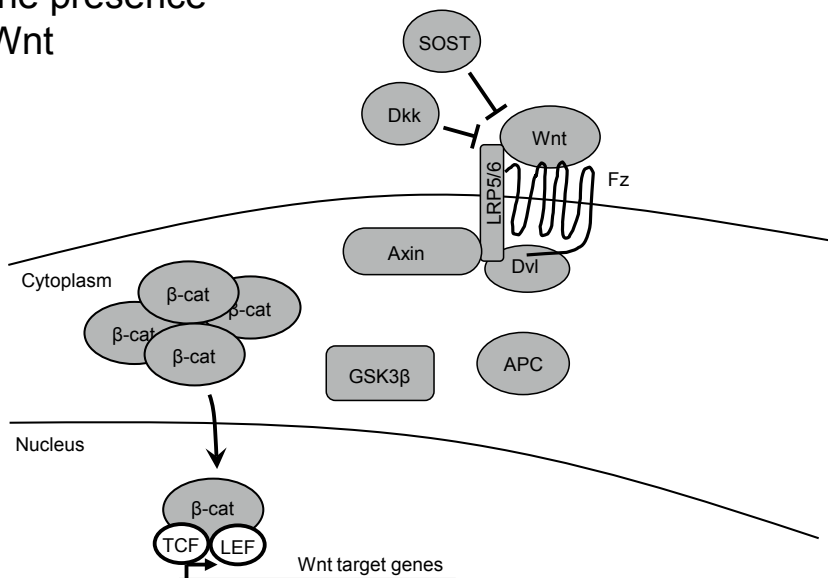 he presence
Wnt
SOST
Dkk
Wnt
LRP5/6
Fz
Axin
Dvl
Cytoplasm
β-cat
β-cat
β-cat
β-cat
GSK3β
APC
Nucleus
β-cat
TCF
LEF
Wnt target genes